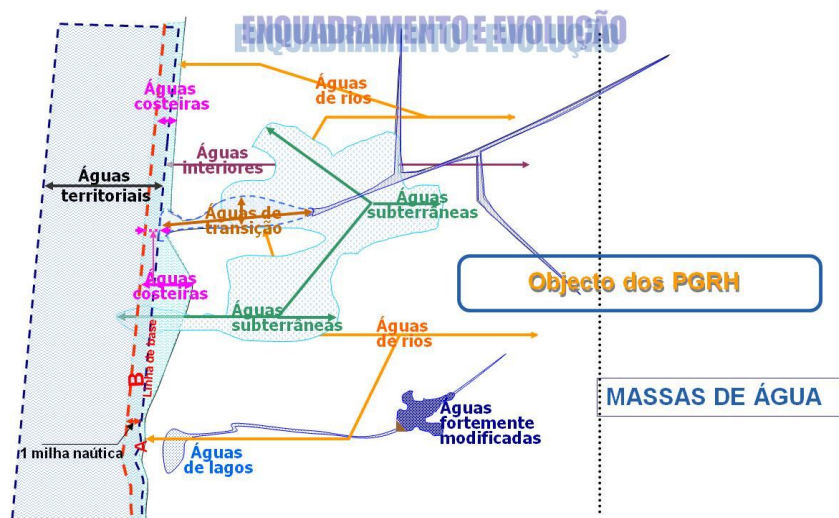 ENQUADRAMENTO E EVOLUÇÃO
Águas
costeiras
Águas
de rios
Águas
interiores
Águas
territoriais
Águas
subterrâneas
Águas de
transição
Objecto dos PGRH
Águas
costeiras
Águas
subterrâneas
Linha de base
Águas
de rios
B
MASSAS DE ÁGUA
Águas
fortemente
modificadas
A
1 milha naútica
Águas
de lagos